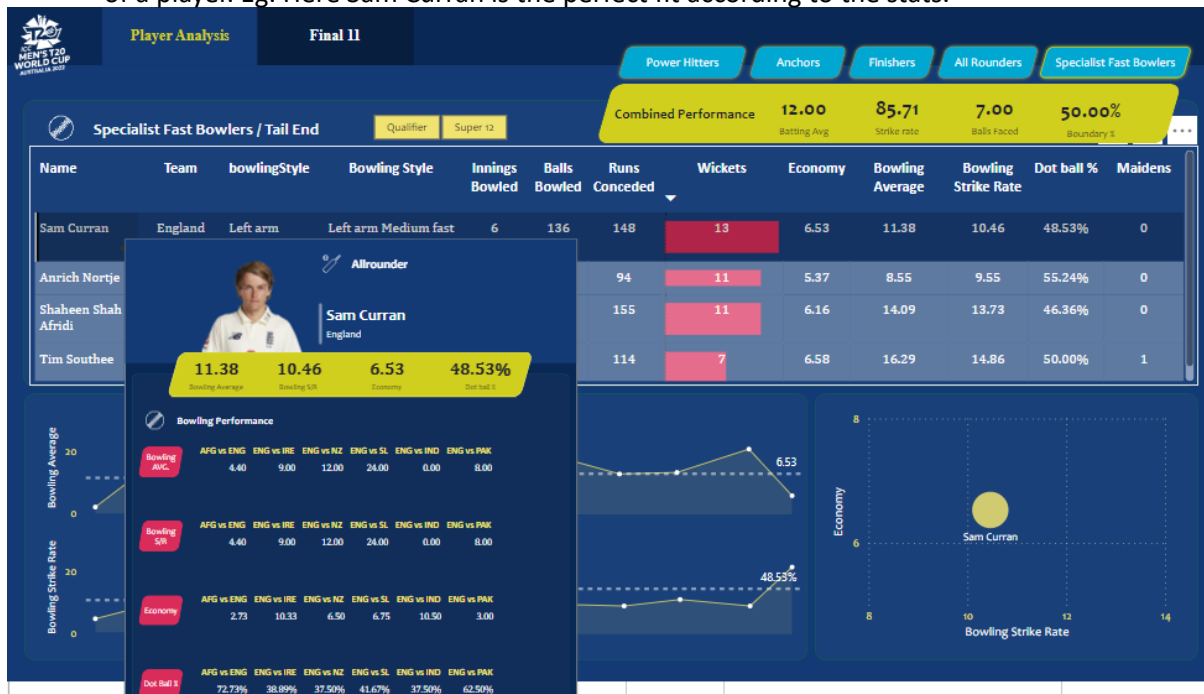 of a player. Eg. Here Sam Curran is the perfect fit according to the stats.
ICC
MEN'S T20
WORLD CUP
AUSTRALIA 2022
Player Analysis
Final 11
Power Hitters
Anchors
Finishers
All Rounders
Specialist Fast Bowlers
Combined Performance
12.00
Batting Avg
85.71
Strike rate
7.00
Balls Faced
50.00%
Boundary %
Specialist Fast Bowlers / Tail End
Qualifier
Super 12
Name Team bowlingStyle Bowling Style Innings Bowled Balls Bowled Runs Conceded Wickets Economy Bowling Average Bowling Strike Rate Dot ball % Maidens
Sam Curran England Left arm Left arm Medium fast 6 136 148 13 6.53 11.38 10.46 48.53% 0
Anrich Nortje 94 11 5.37 8.55 9.55 55.24% 0
Shaheen Shah Afridi 155 11 6.16 14.09 13.73 46.36% 0
Tim Southee 114 7 6.58 16.29 14.86 50.00% 1
Allrounder
Sam Curran
England
11.38 10.46 6.53 48.53%
Bowling Average Bowling S/R Economy Dot ball %
Bowling Performance
AFG vs ENG ENG vs IRE ENG vs NZ ENG vs SL ENG vs IND ENG vs PAK
Bowling AVG. 4.40 9.00 12.00 24.00 0.00 8.00
AFG vs ENG ENG vs IRE ENG vs NZ ENG vs SL ENG vs IND ENG vs PAK
Bowling S/R 4.40 9.00 12.00 24.00 0.00 8.00
AFG vs ENG ENG vs IRE ENG vs NZ ENG vs SL ENG vs IND ENG vs PAK
Economy 2.73 10.33 6.50 6.75 10.50 3.00
AFG vs ENG ENG vs IRE ENG vs NZ ENG vs SL ENG vs IND ENG vs PAK
Dot Ball % 72.73% 38.89% 37.50% 41.67% 37.50% 62.50%
Bowling Average
20
0
Bowling Strike Rate
20
0
6.53
48.53%
Economy
8
6
Sam Curran
8 10 12 14
Bowling Strike Rate